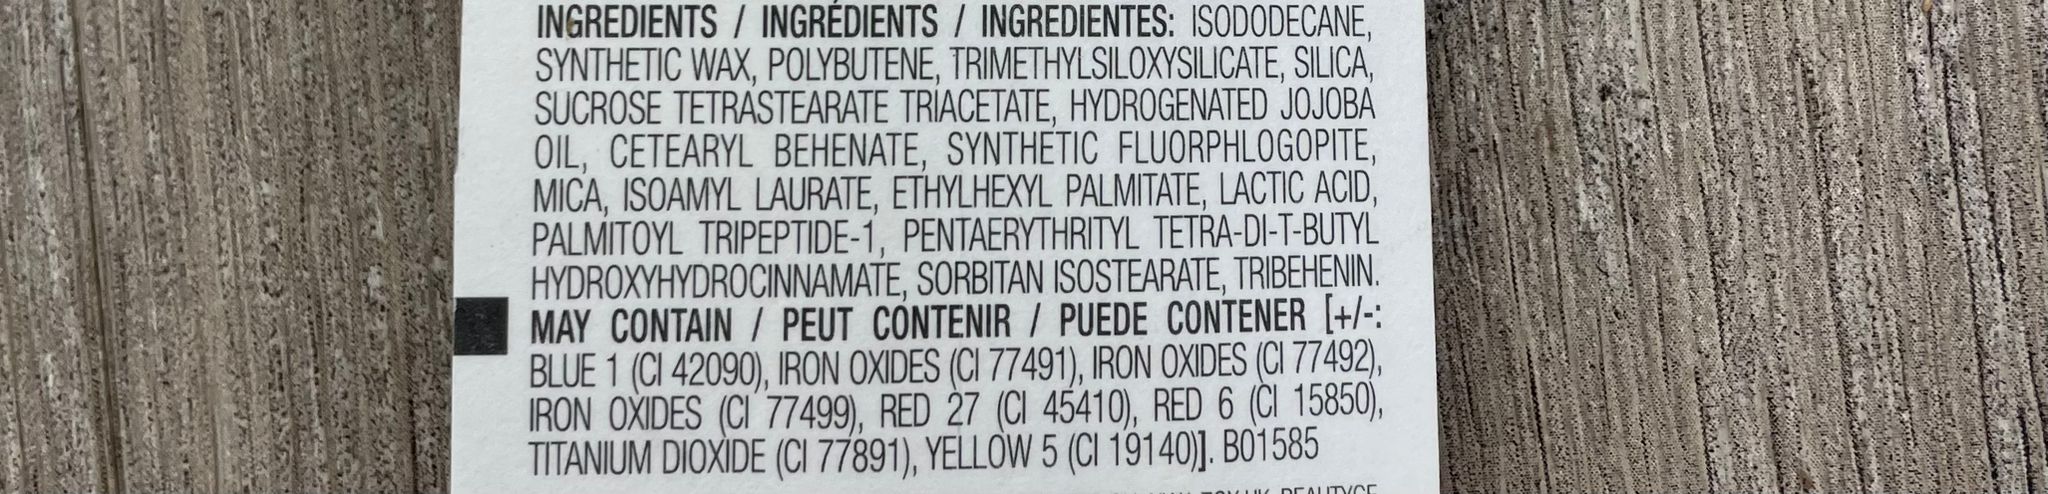 INGREDIENTS / INGRÉDIENTS / INGREDIENTES: ISODODECANE,
SYNTHETIC WAX, POLYBUTENE, TRIMETHYLSILOXYSILICATE, SILICA,
SUCROSE TETRASTEARATE TRIACETATE, HYDROGENATED JOJOBA
OIL, CETEARYL BEHENATE, SYNTHETIC FLUORPHLOGOPITE,
MICA, ISOAMYL LAURATE, ETHYLHEXYL PALMITATE, LACTIC ACID,
PALMITOYL TRIPEPTIDE-1, PENTAERYTHRITYL TETRA-DI-T-BUTYL
HYDROXYHYDROCINNAMATE, SORBITAN ISOSTEARATE, TRIBEHENIN.
MAY CONTAIN / PEUT CONTENIR / PUEDE CONTENER [+/-:
BLUE 1 (CI 42090), IRON OXIDES (CI 77491), IRON OXIDES (CI 77492),
IRON OXIDES (CI 77499), RED 27 (CI 45410), RED 6 (CI 15850),
TITANIUM DIOXIDE (CI 77891), YELLOW 5 (CI 19140)]. B01585